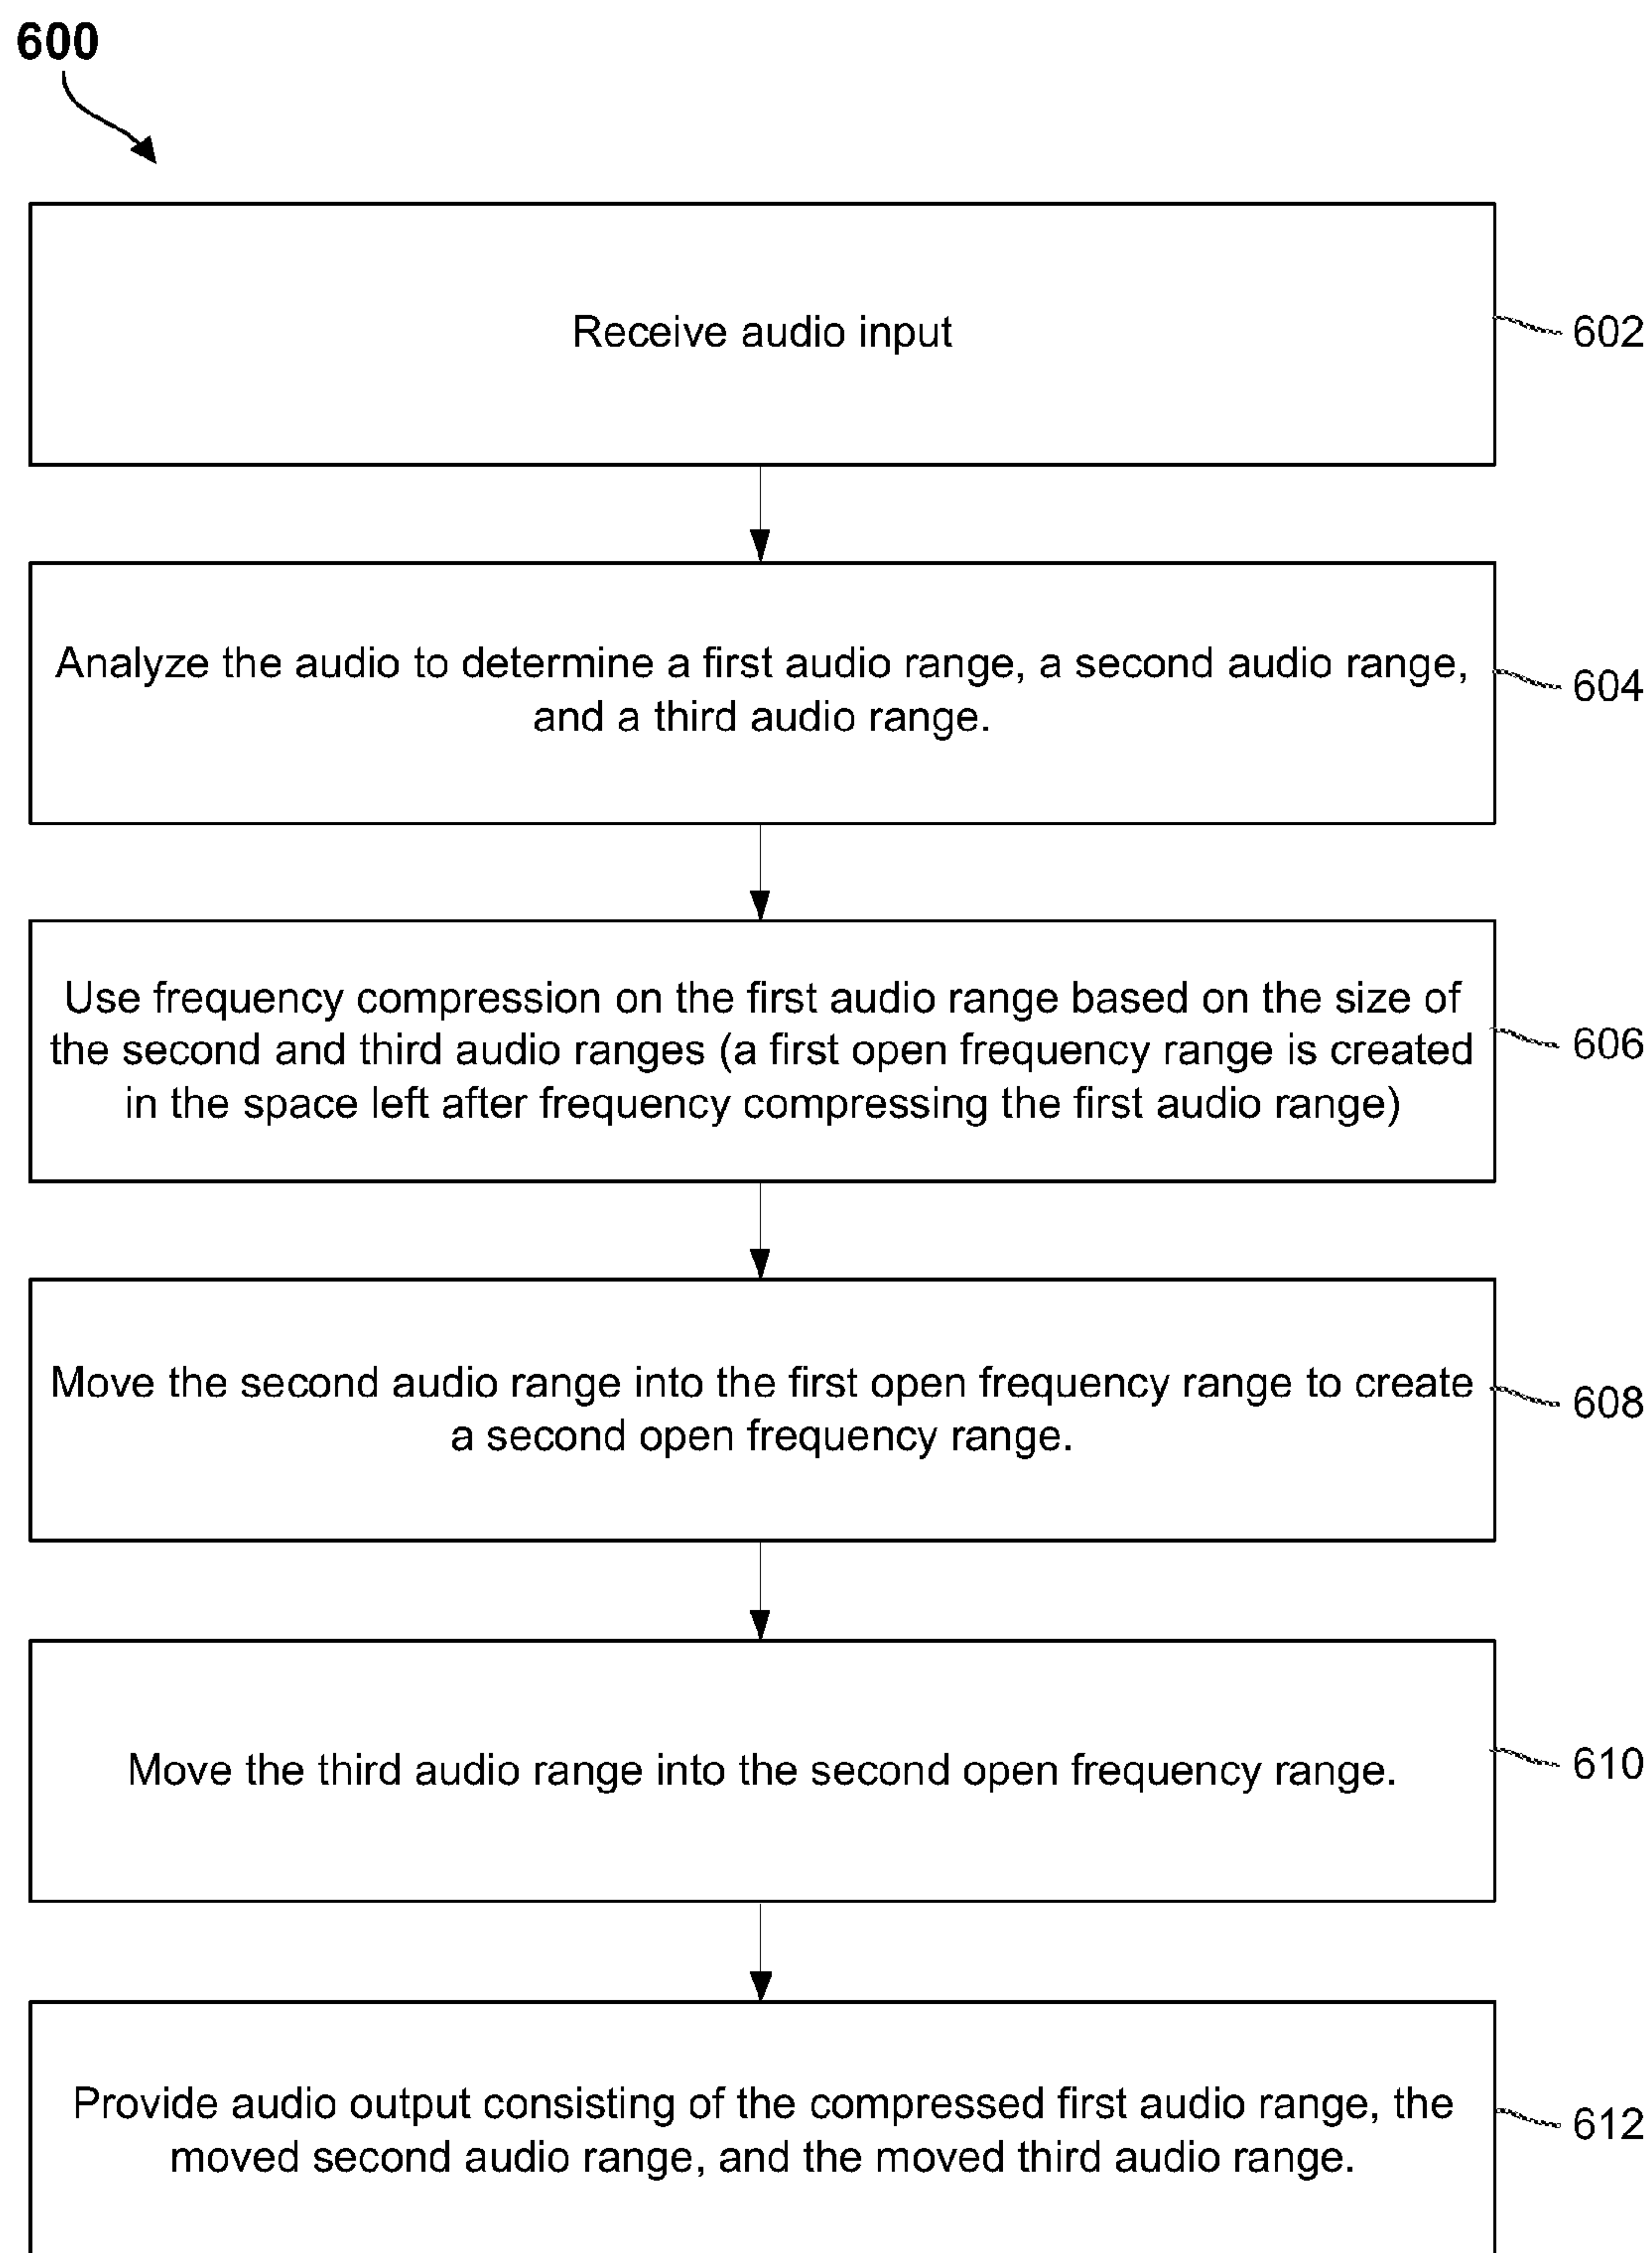 600
Receive audio input
602
Analyze the audio to determine a first audio range, a second audio range,
and a third audio range.
604
Use frequency compression on the first audio range based on the size of
the second and third audio ranges (a first open frequency range is created
in the space left after frequency compressing the first audio range)
606
Move the second audio range into the first open frequency range to create
a second open frequency range.
608
Move the third audio range into the second open frequency range.
610
Provide audio output consisting of the compressed first audio range, the
moved second audio range, and the moved third audio range.
612